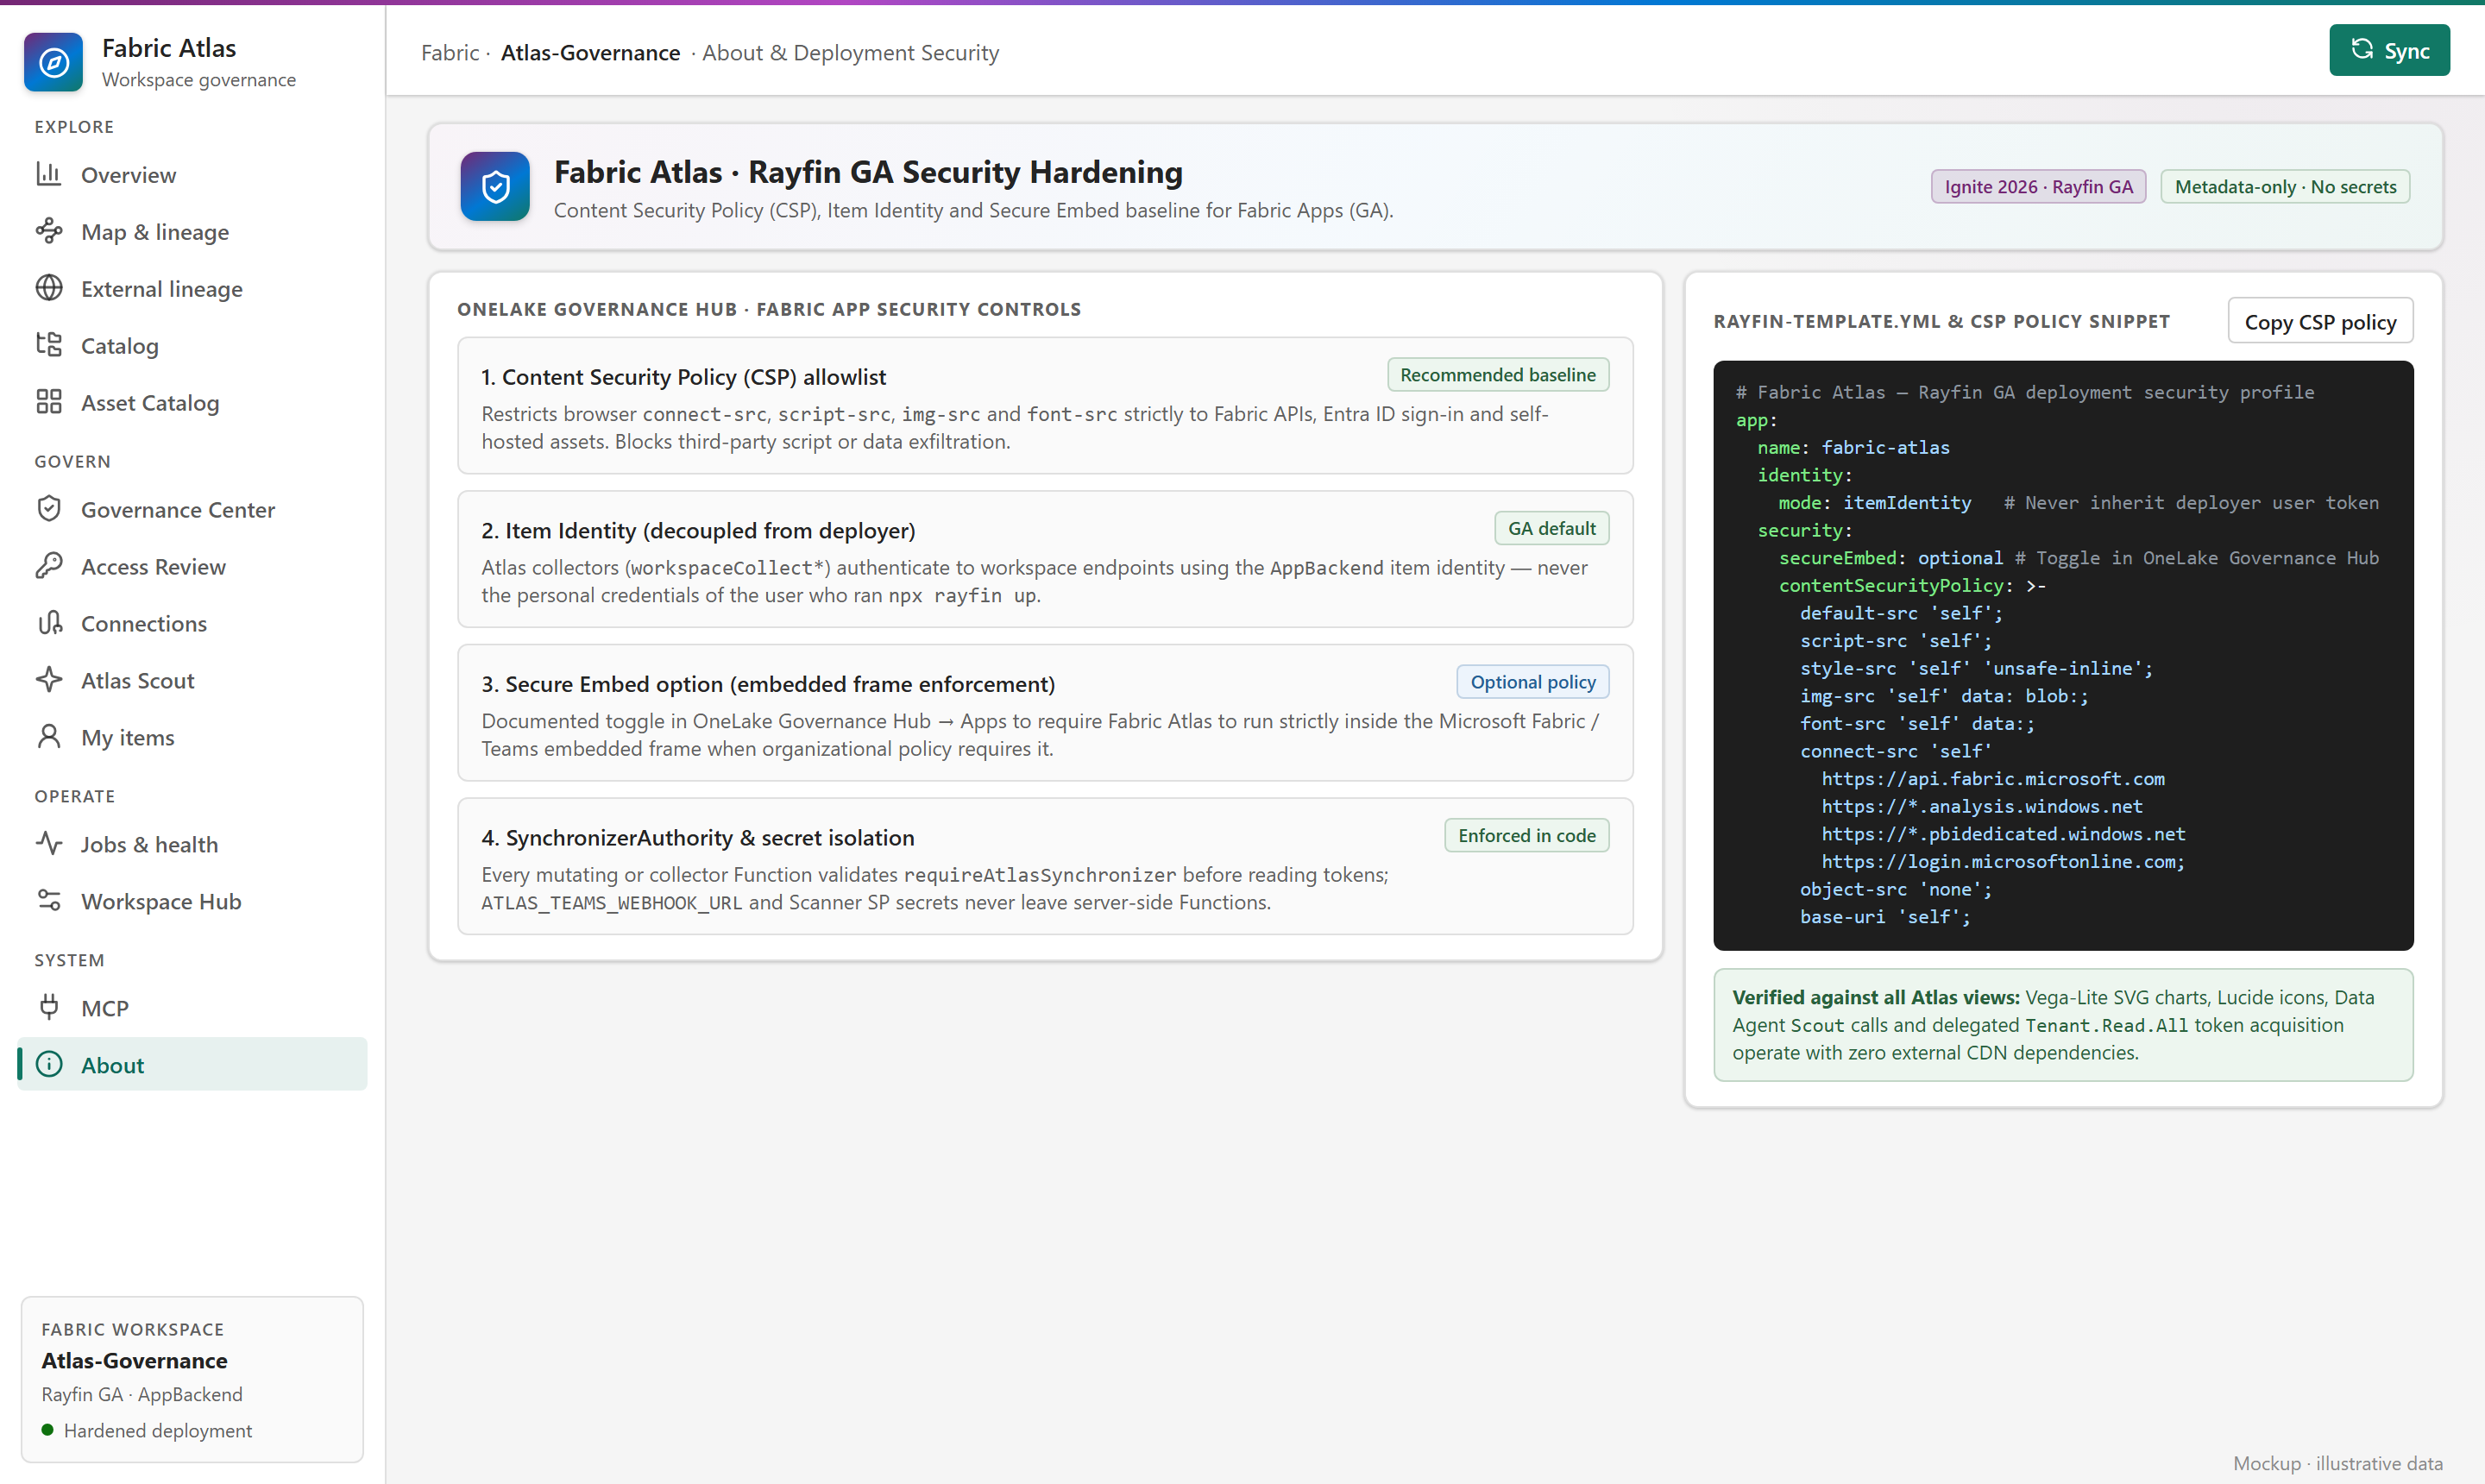 Fabric Atlas
Workspace governance
EXPLORE
Overview
Map & lineage
External lineage
Catalog
Asset Catalog
GOVERN
Governance Center
Access Review
Connections
Atlas Scout
My items
OPERATE
Jobs & health
Workspace Hub
SYSTEM
MCP
About
FABRIC WORKSPACE
Atlas-Governance
Rayfin GA · AppBackend
Hardened deployment
Fabric · Atlas-Governance · About & Deployment Security
Sync
Fabric Atlas · Rayfin GA Security Hardening
Content Security Policy (CSP), Item Identity and Secure Embed baseline for Fabric Apps (GA).
Ignite 2026 · Rayfin GA
Metadata-only · No secrets
ONELAKE GOVERNANCE HUB · FABRIC APP SECURITY CONTROLS
1. Content Security Policy (CSP) allowlist
Recommended baseline
Restricts browser connect-src, script-src, img-src and font-src strictly to Fabric APIs, Entra ID sign-in and self-
hosted assets. Blocks third-party script or data exfiltration.
2. Item Identity (decoupled from deployer)
GA default
Atlas collectors (workspaceCollect*) authenticate to workspace endpoints using the AppBackend item identity — never
the personal credentials of the user who ran npx rayfin up.
3. Secure Embed option (embedded frame enforcement)
Optional policy
Documented toggle in OneLake Governance Hub → Apps to require Fabric Atlas to run strictly inside the Microsoft Fabric /
Teams embedded frame when organizational policy requires it.
4. SynchronizerAuthority & secret isolation
Enforced in code
Every mutating or collector Function validates requireAtlasSynchronizer before reading tokens;
ATLAS_TEAMS_WEBHOOK_URL and Scanner SP secrets never leave server-side Functions.
RAYFIN-TEMPLATE.YML & CSP POLICY SNIPPET
Copy CSP policy
# Fabric Atlas — Rayfin GA deployment security profile
app:
  name: fabric-atlas
  identity:
    mode: itemIdentity   # Never inherit deployer user token
  security:
    secureEmbed: optional # Toggle in OneLake Governance Hub
    contentSecurityPolicy: >-
      default-src 'self';
      script-src 'self';
      style-src 'self' 'unsafe-inline';
      img-src 'self' data: blob:;
      font-src 'self' data:;
      connect-src 'self'
        https://api.fabric.microsoft.com
        https://*.analysis.windows.net
        https://*.pbidedicated.windows.net
        https://login.microsoftonline.com;
      object-src 'none';
      base-uri 'self';
Verified against all Atlas views: Vega-Lite SVG charts, Lucide icons, Data
Agent Scout calls and delegated Tenant.Read.All token acquisition
operate with zero external CDN dependencies.
Mockup · illustrative data